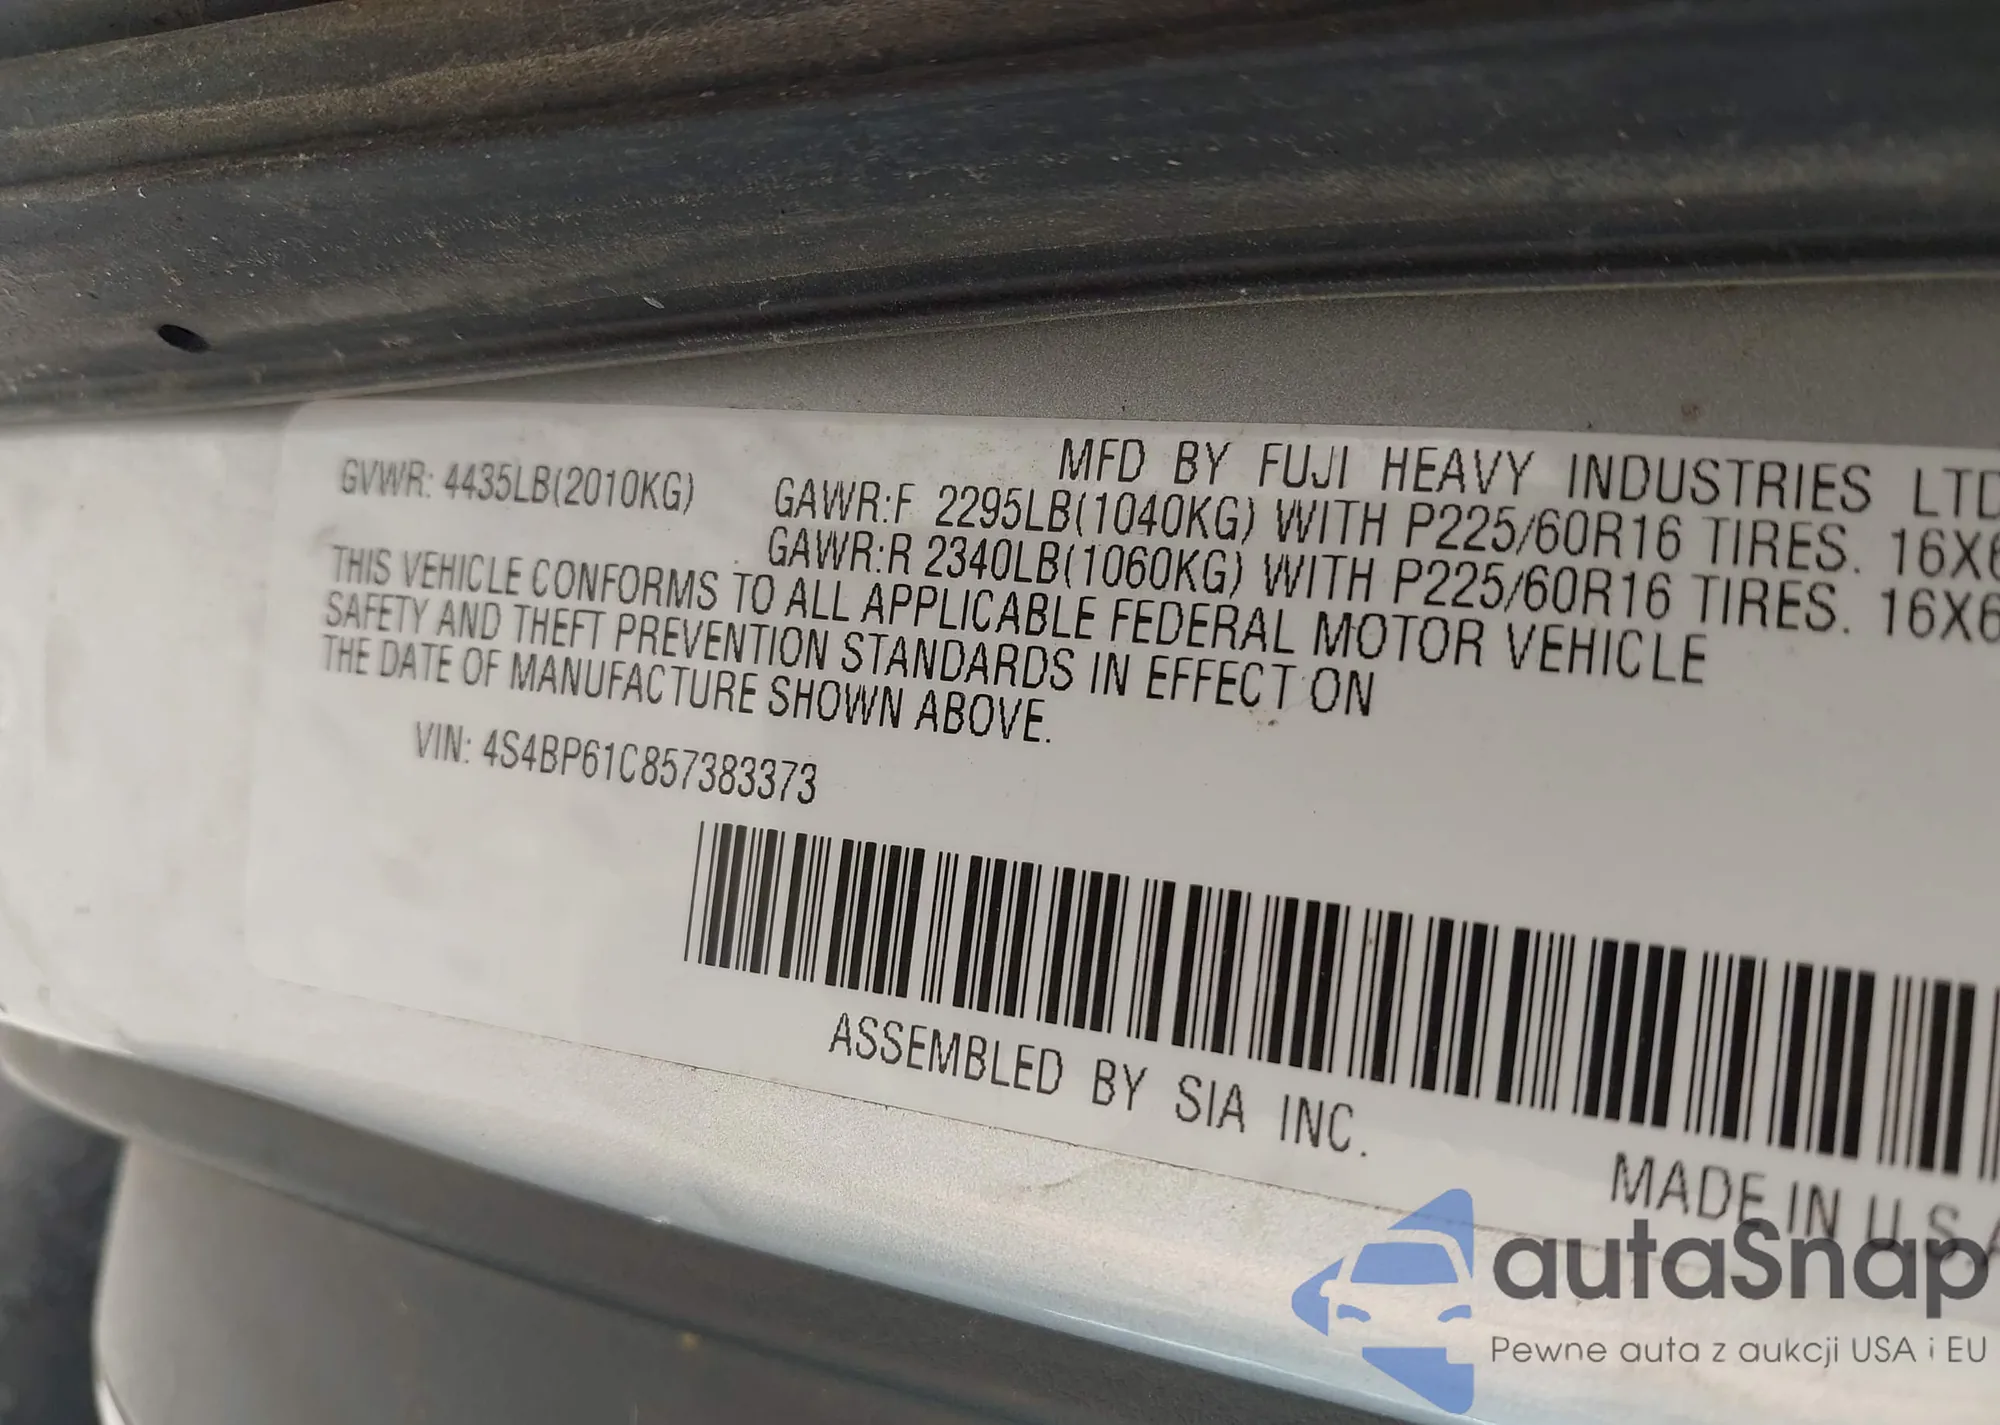 MFD BY FUJI HEAVY INDUSTRIES LTD
GVWR: 4435LB(2010KG)
GAWR:F 2295LB(1040KG) WITH P225/60R16 TIRES. 16X6
GAWR:R 2340LB(1060KG) WITH P225/60R16 TIRES. 16X6
THIS VEHICLE CONFORMS TO ALL APPLICABLE FEDERAL MOTOR VEHICLE
SAFETY AND THEFT PREVENTION STANDARDS IN EFFECT ON
THE DATE OF MANUFACTURE SHOWN ABOVE.
VIN: 4S4BP61C857383373
ASSEMBLED BY SIA INC.
MADE IN U.S.A
autaSnap
Pewne auta z aukcji USA i EU